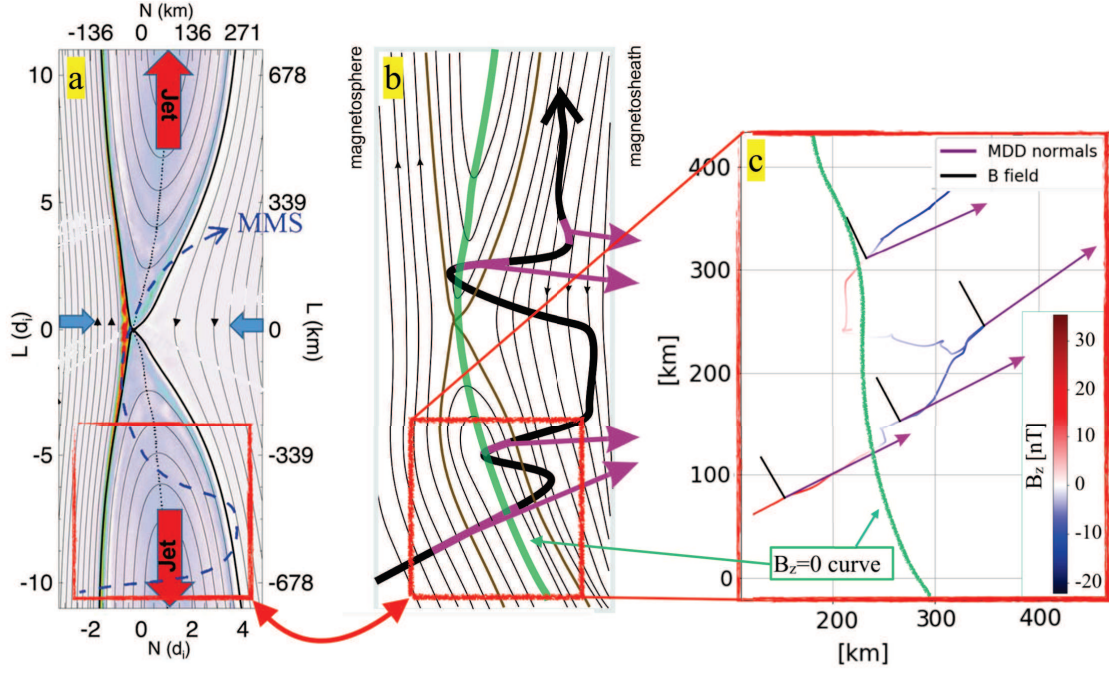 N (km)
-136 0 136 271
a
10
5
0
-5
-10
L (dᵢ)
Jet
MMS
Jet
678
339
0
-339
-678
L (km)
-2 0 2 4
N (dᵢ)
b
magnetosphere
magnetosheath
c
MDD normals
B field
400
300
200
100
0
[km]
200 300 400
[km]
B_z=0 curve
30
20
10
0
-10
-20
B_z [nT]